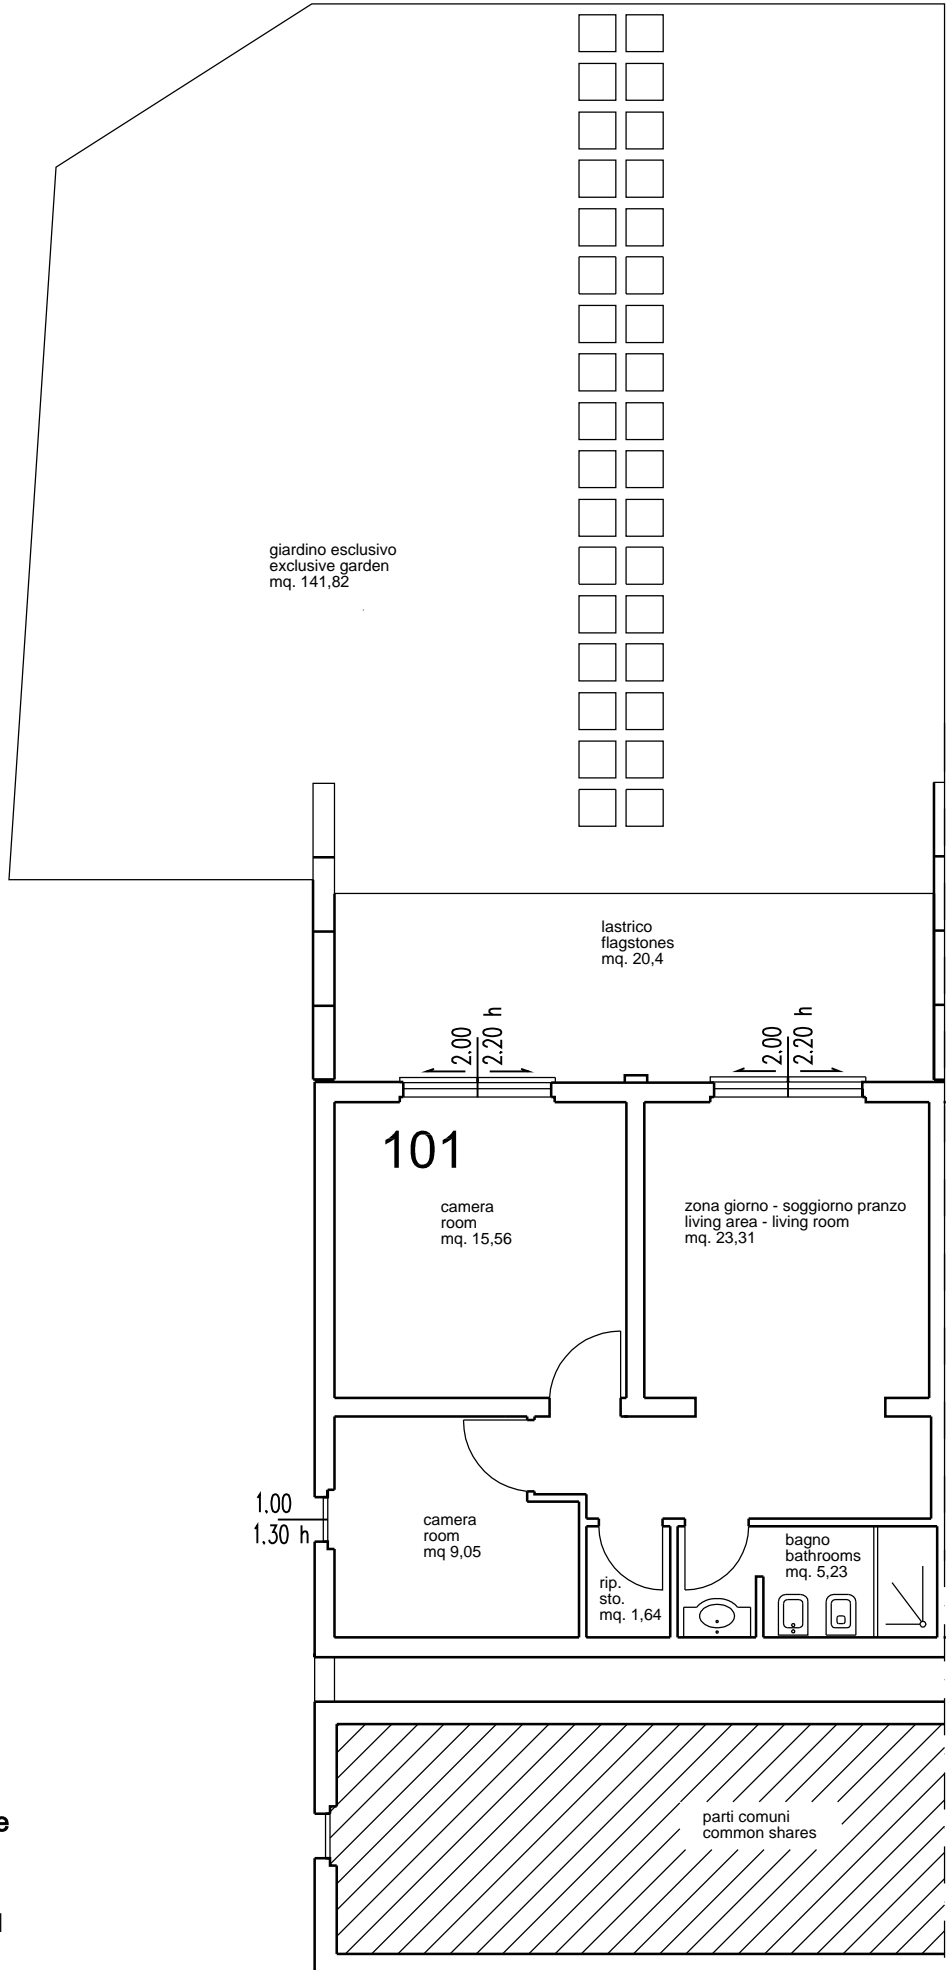 giardino esclusivo
exclusive garden
mq. 141,82
lastrico
flagstones
mq. 20,4
2.00
2.20 h
2.00
2.20 h
101
camera
room
mq. 15,56
zona giorno - soggiorno pranzo
living area - living room
mq. 23,31
1.00
1.30 h
camera
room
mq 9,05
rip.
sto.
mq. 1,64
bagno
bathrooms
mq. 5,23
parti comuni
common shares
e